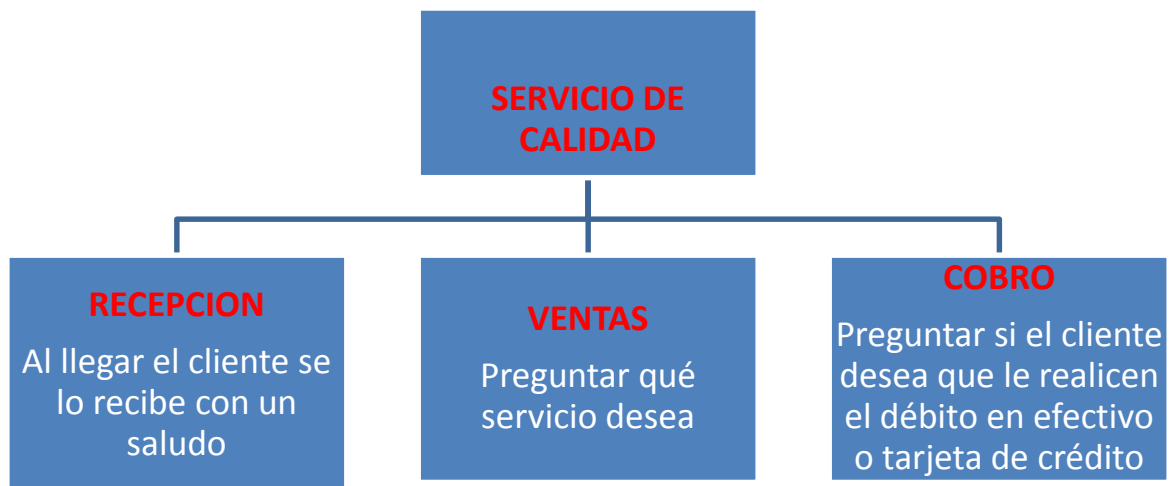 SERVICIO DE
CALIDAD
RECEPCION
Al llegar el cliente se
lo recibe con un
saludo
VENTAS
Preguntar qué
servicio desea
COBRO
Preguntar si el cliente
desea que le realicen
el débito en efectivo
o tarjeta de crédito